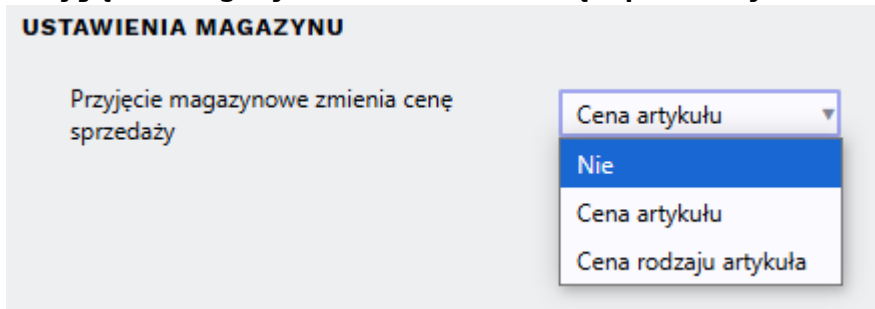 USTAWIENIA MAGAZYNU
Przyjęcie magazynowe zmienia cenę
sprzedaży
Cena artykułu
Nie
Cena artykułu
Cena rodzaju artykuła